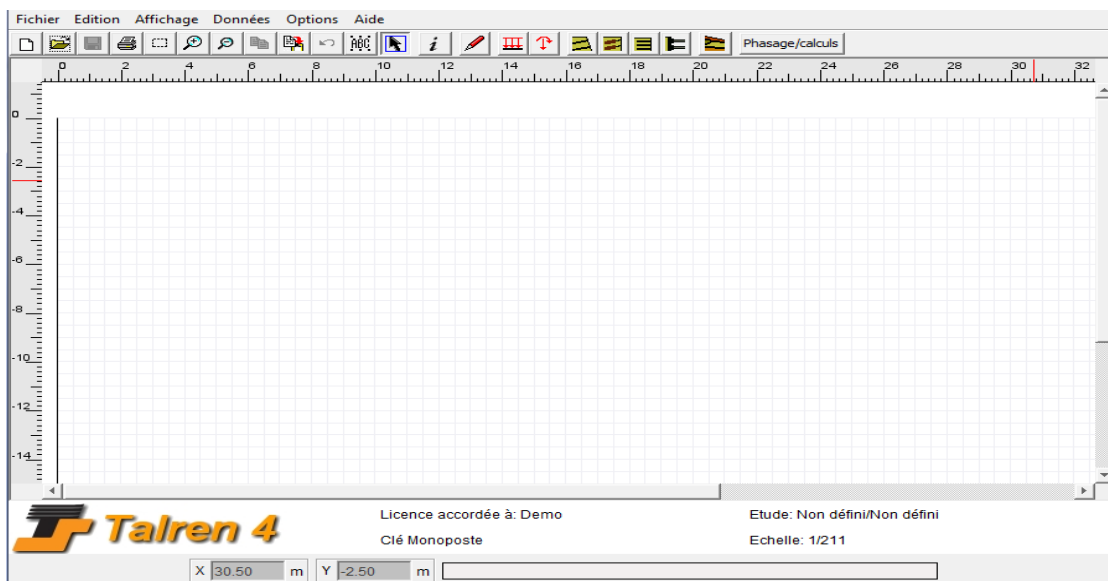 Fichier Edition Affichage Données Options Aide
ABC i Phasage/calculs
0 2 4 6 8 10 12 14 16 18 20 22 24 26 28 30 32
0
-2
-4
-6
-8
-10
-12
-14
Talren 4
Licence accordée à: Demo
Etude: Non défini/Non défini
Clé Monoposte
Echelle: 1/211
X 30.50 m Y -2.50 m